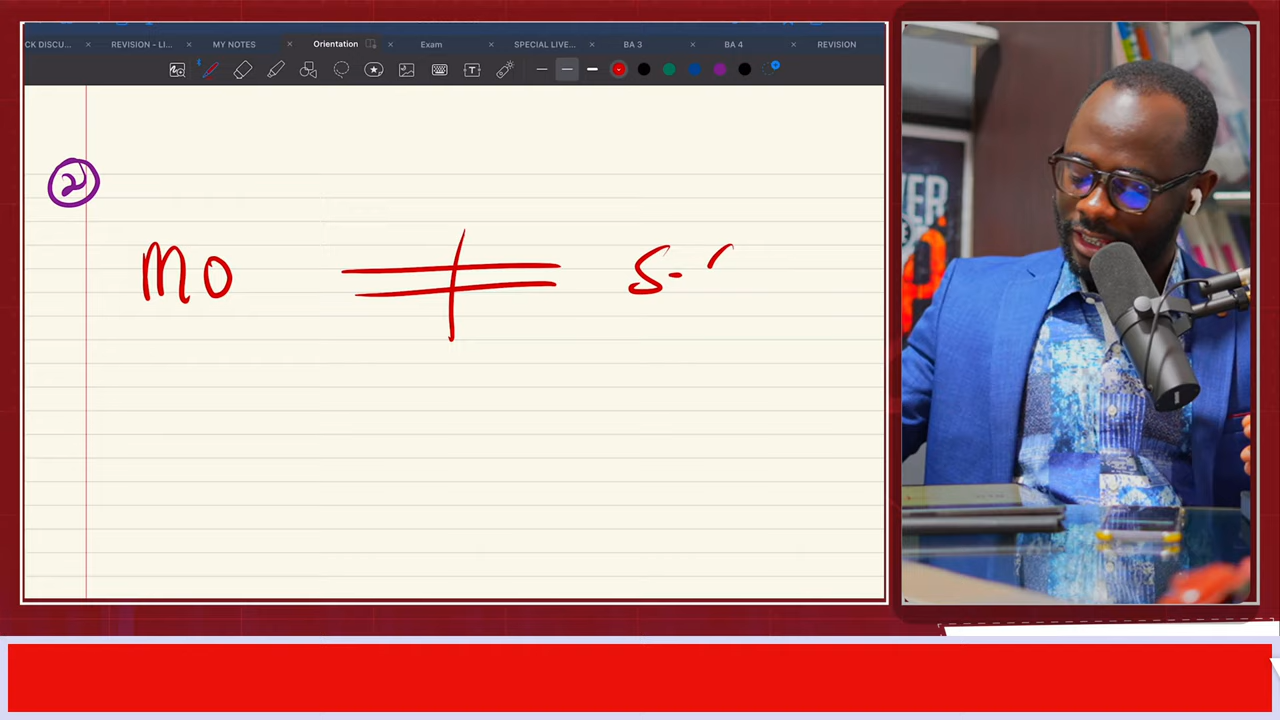 CK DISCU...
REVISION - LI...
MY NOTES
Orientation
Exam
SPECIAL LIVE...
BA 3
BA 4
REVISION
T
2
MO ≠ S-